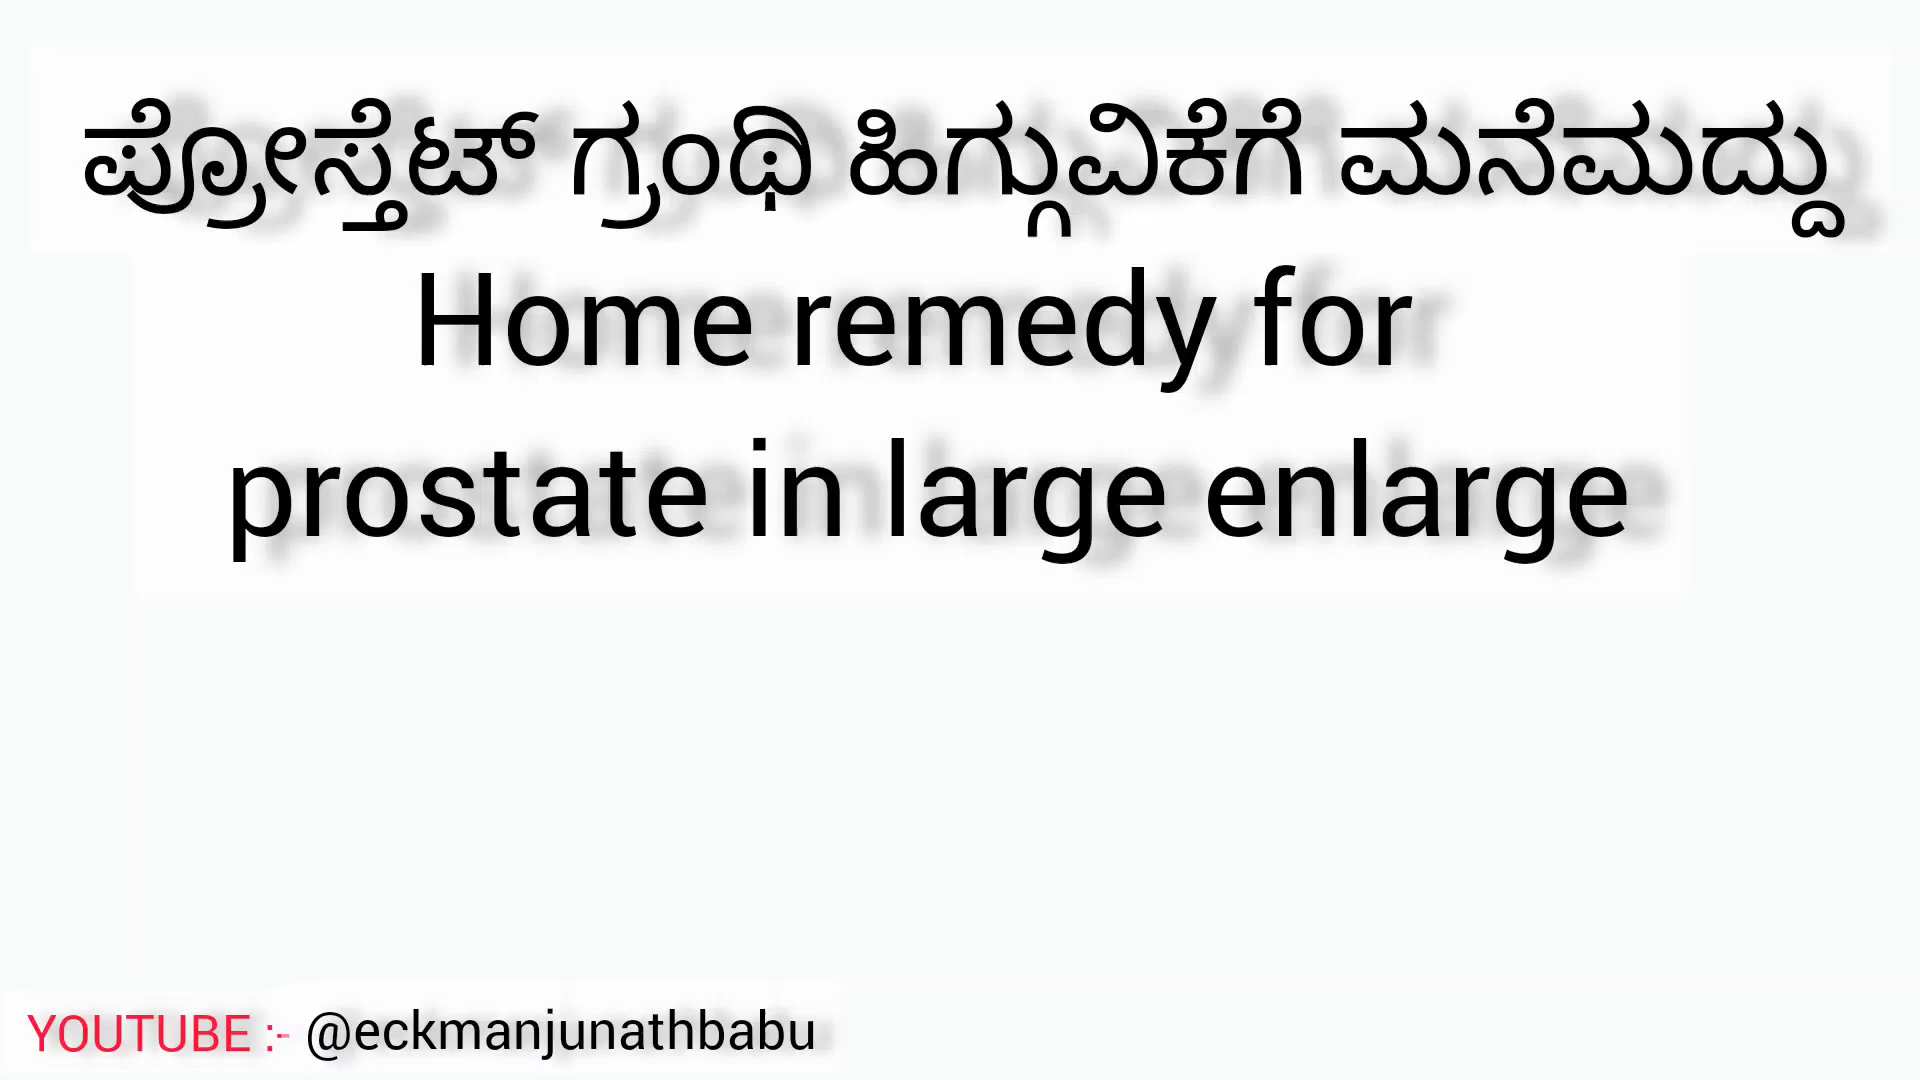 ಪ್ರೋಸ್ತೆಟ್ ಗ್ರಂಥಿ ಹಿಗ್ಗುವಿಕೆಗೆ ಮನೆಮದ್ದು
Home remedy for
prostate in large enlarge
YOUTUBE :- @eckmanjunathbabu